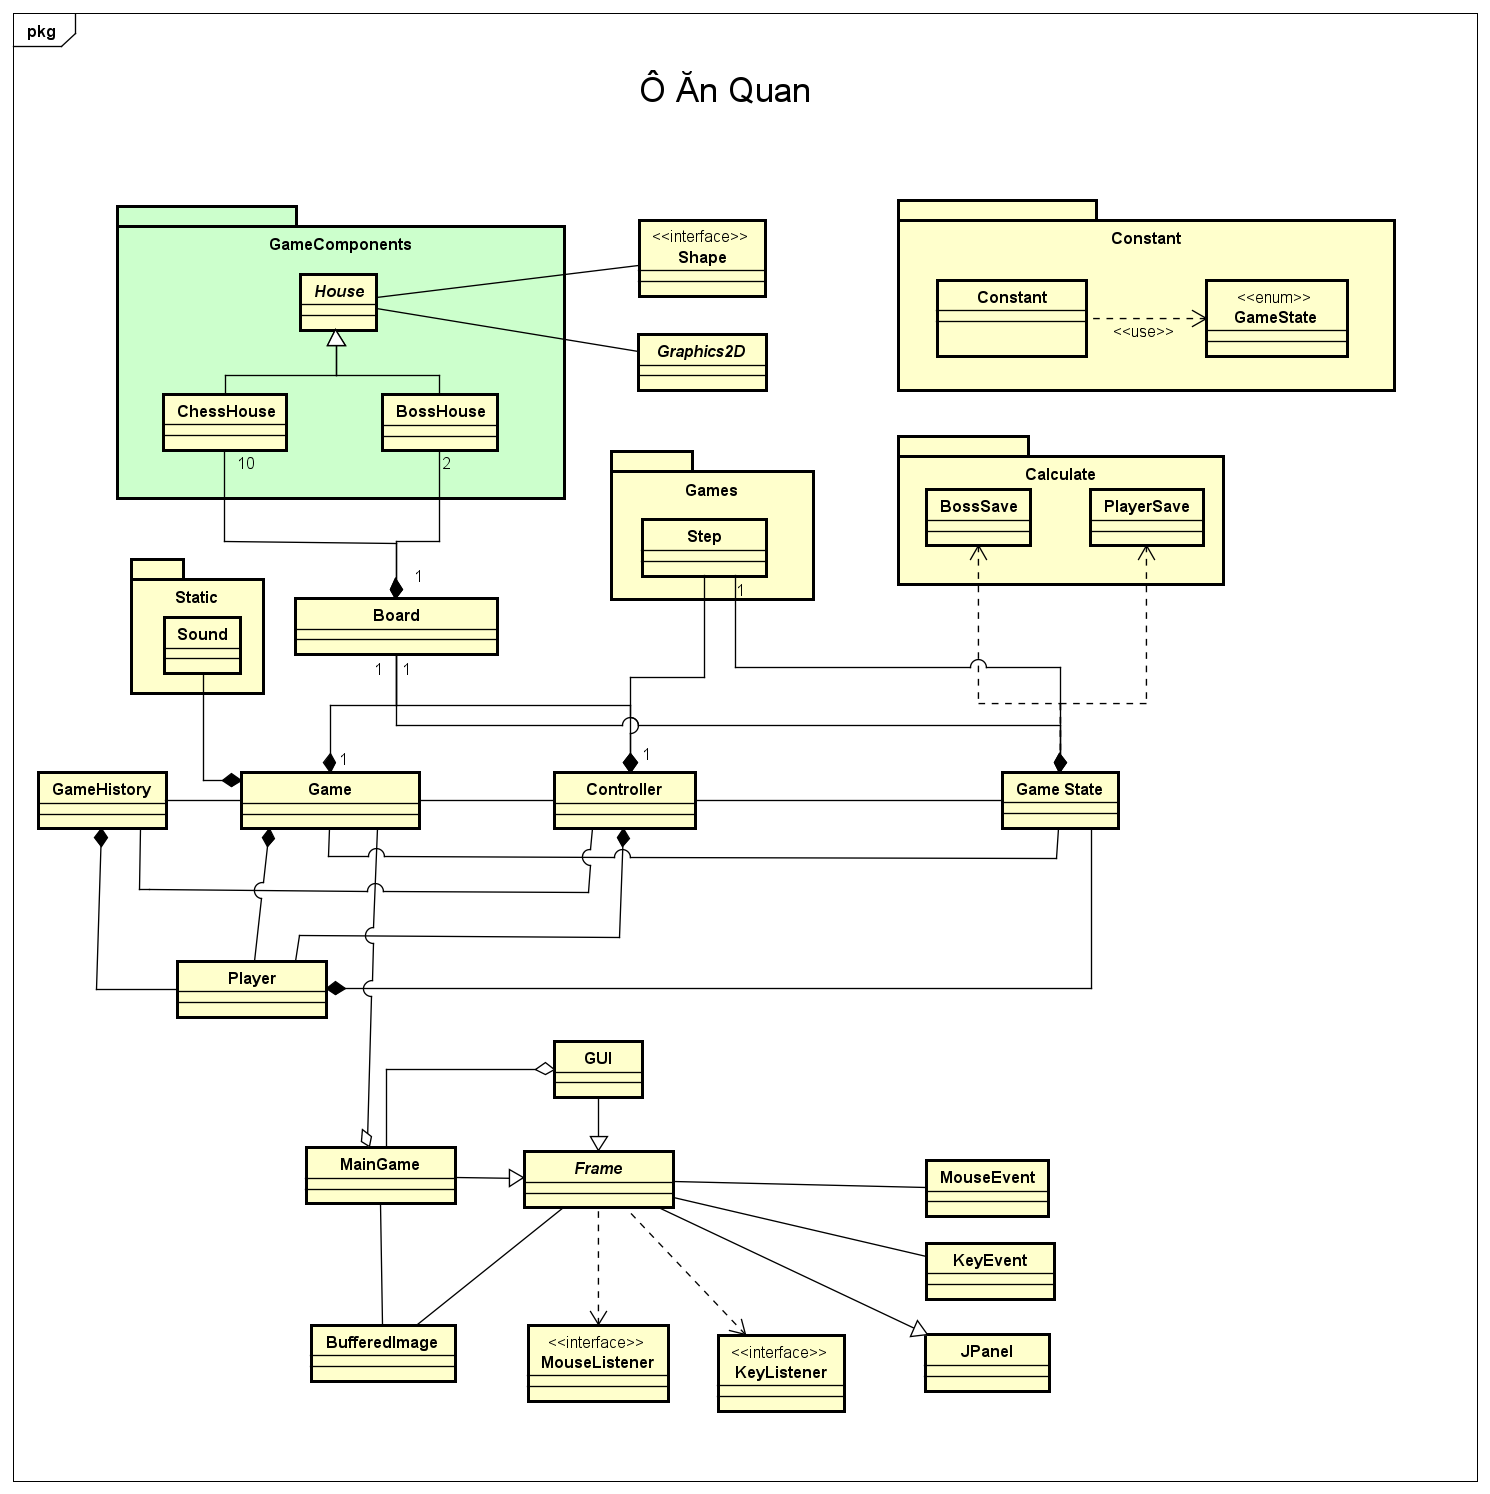 pkg
Ô Ăn Quan
GameComponents
House
ChessHouse
BossHouse
10
2
<<interface>>
Shape
Graphics2D
Constant
Constant
<<use>>
<<enum>>
GameState
Games
Step
1
Calculate
BossSave
PlayerSave
Static
Sound
1
Board
1
1
1
1
GameHistory
Game
Controller
Game State
Player
GUI
MainGame
Frame
MouseEvent
KeyEvent
BufferedImage
<<interface>>
MouseListener
<<interface>>
KeyListener
JPanel